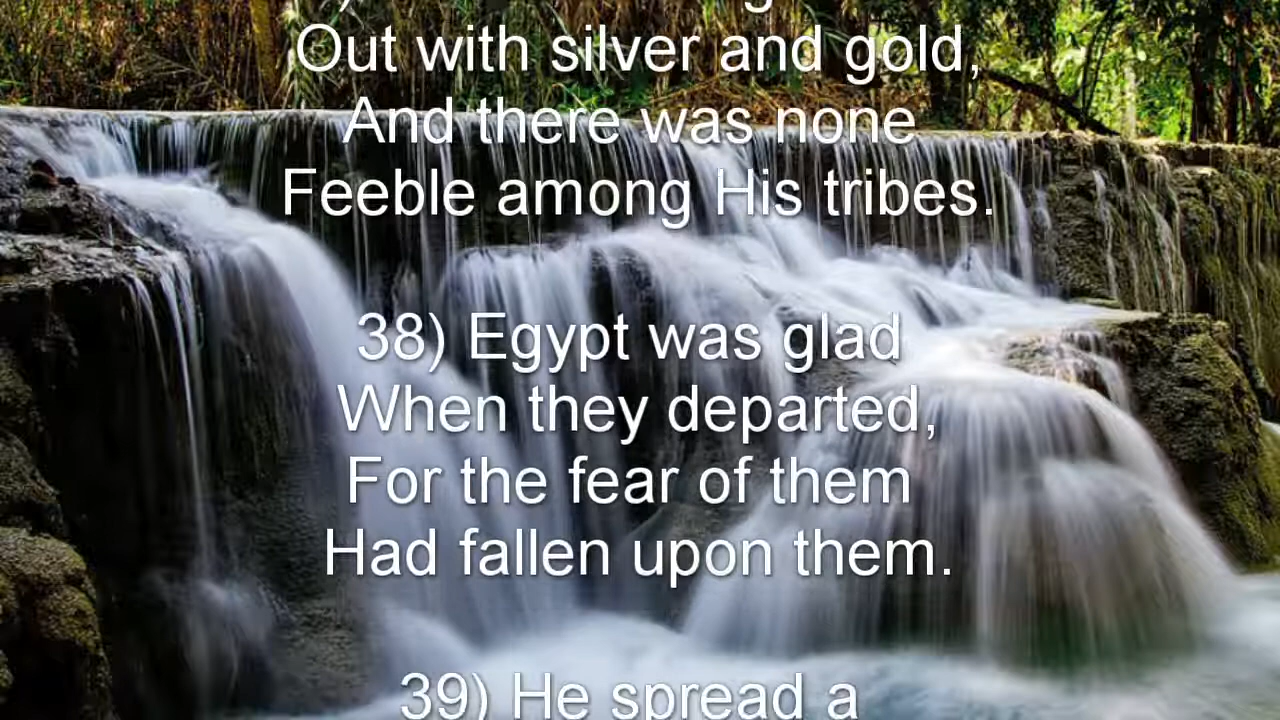 Out with silver and gold,
And there was none
Feeble among His tribes.
38) Egypt was glad
When they departed,
For the fear of them
Had fallen upon them.
39) He spread a